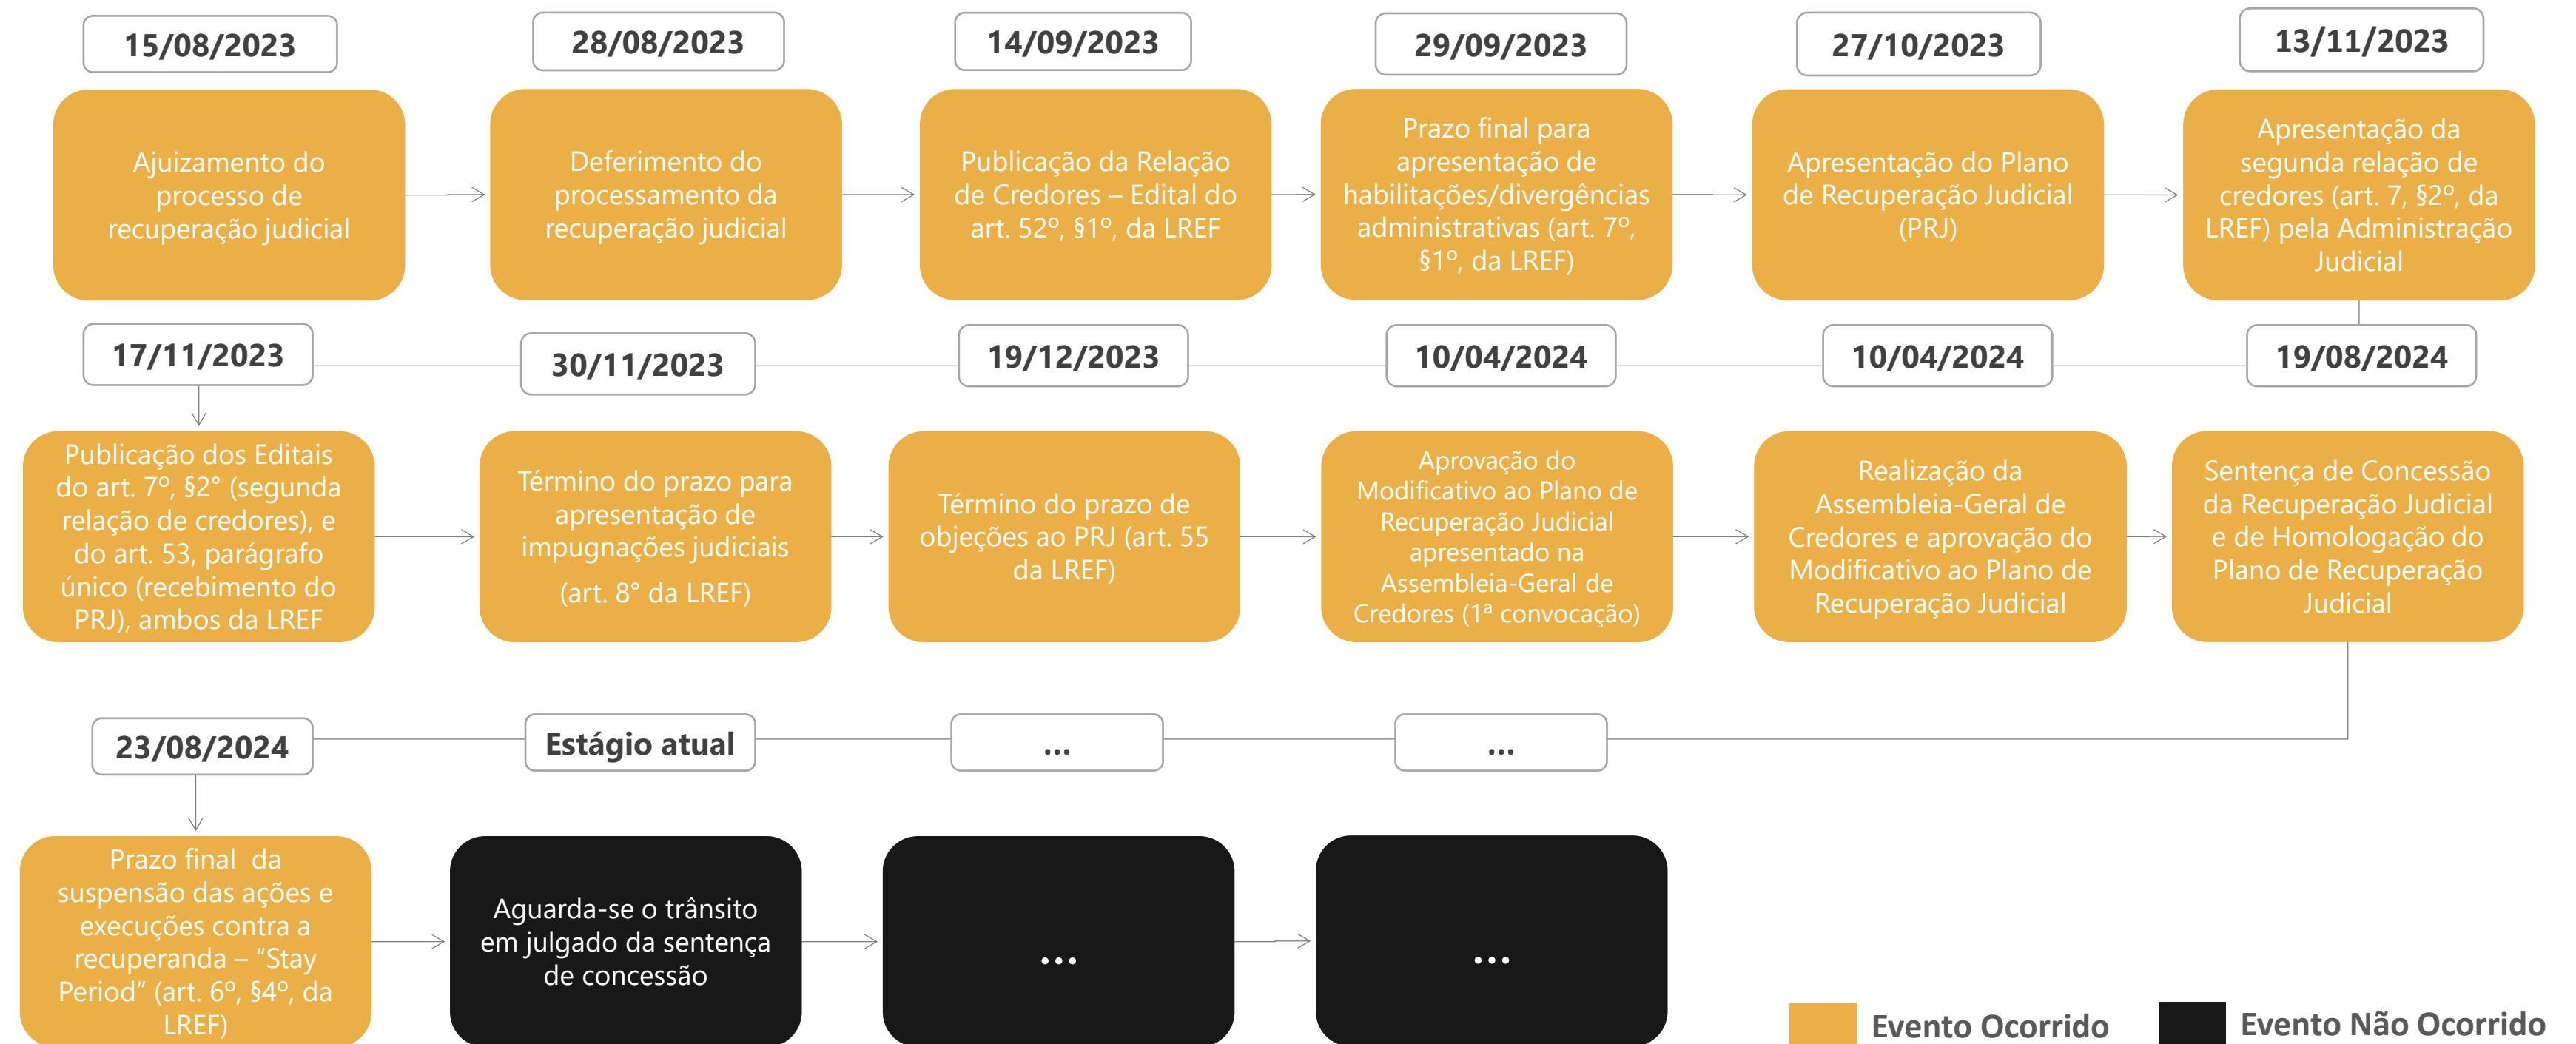 15/08/2023
Ajuizamento do
processo de
recuperação judicial
28/08/2023
Deferimento do
processamento da
recuperação judicial
14/09/2023
Publicação da Relação
de Credores – Edital do
art. 52º, §1º, da LREF
29/09/2023
Prazo final para
apresentação de
habilitações/divergências
administrativas (art. 7º,
§1º, da LREF)
27/10/2023
Apresentação do Plano
de Recuperação Judicial
(PRJ)
13/11/2023
Apresentação da
segunda relação de
credores (art. 7, §2º, da
LREF) pela Administração
Judicial
17/11/2023
Publicação dos Editais
do art. 7º, §2° (segunda
relação de credores), e
do art. 53, parágrafo
único (recebimento do
PRJ), ambos da LREF
30/11/2023
Término do prazo para
apresentação de
impugnações judiciais
(art. 8° da LREF)
19/12/2023
Término do prazo de
objeções ao PRJ (art. 55
da LREF)
10/04/2024
Aprovação do
Modificativo ao Plano de
Recuperação Judicial
apresentado na
Assembleia-Geral de
Credores (1ª convocação)
10/04/2024
Realização da
Assembleia-Geral de
Credores e aprovação do
Modificativo ao Plano de
Recuperação Judicial
19/08/2024
Sentença de Concessão
da Recuperação Judicial
e de Homologação do
Plano de Recuperação
Judicial
23/08/2024
Prazo final  da
suspensão das ações e
execuções contra a
recuperanda – “Stay
Period” (art. 6º, §4º, da
LREF)
Estágio atual
Aguarda-se o trânsito
em julgado da sentença
de concessão
...
...
...
...
Evento Ocorrido
Evento Não Ocorrido